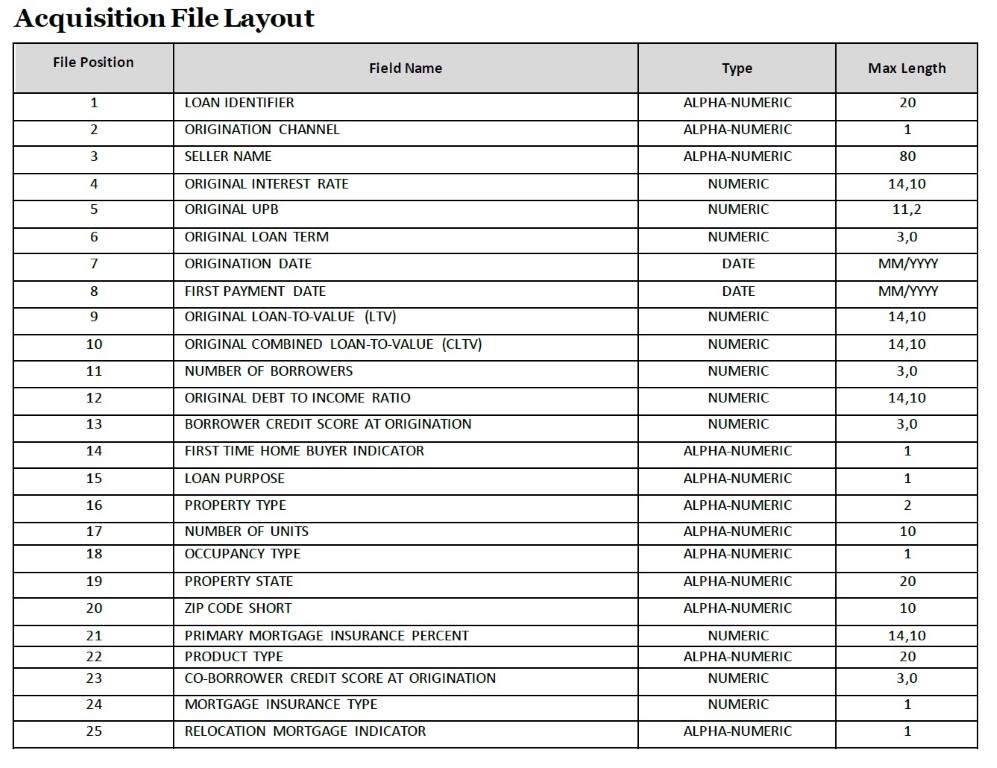 Acquisition File Layout
File Position Field Name Type Max Length
1 LOAN IDENTIFIER ALPHA-NUMERIC 20
2 ORIGINATION CHANNEL ALPHA-NUMERIC 1
3 SELLER NAME ALPHA-NUMERIC 80
4 ORIGINAL INTEREST RATE NUMERIC 14,10
5 ORIGINAL UPB NUMERIC 11,2
6 ORIGINAL LOAN TERM NUMERIC 3,0
7 ORIGINATION DATE DATE MM/YYYY
8 FIRST PAYMENT DATE DATE MM/YYYY
9 ORIGINAL LOAN-TO-VALUE (LTV) NUMERIC 14,10
10 ORIGINAL COMBINED LOAN-TO-VALUE (CLTV) NUMERIC 14,10
11 NUMBER OF BORROWERS NUMERIC 3,0
12 ORIGINAL DEBT TO INCOME RATIO NUMERIC 14,10
13 BORROWER CREDIT SCORE AT ORIGINATION NUMERIC 3,0
14 FIRST TIME HOME BUYER INDICATOR ALPHA-NUMERIC 1
15 LOAN PURPOSE ALPHA-NUMERIC 1
16 PROPERTY TYPE ALPHA-NUMERIC 2
17 NUMBER OF UNITS ALPHA-NUMERIC 10
18 OCCUPANCY TYPE ALPHA-NUMERIC 1
19 PROPERTY STATE ALPHA-NUMERIC 20
20 ZIP CODE SHORT ALPHA-NUMERIC 10
21 PRIMARY MORTGAGE INSURANCE PERCENT NUMERIC 14,10
22 PRODUCT TYPE ALPHA-NUMERIC 20
23 CO-BORROWER CREDIT SCORE AT ORIGINATION NUMERIC 3,0
24 MORTGAGE INSURANCE TYPE NUMERIC 1
25 RELOCATION MORTGAGE INDICATOR ALPHA-NUMERIC 1